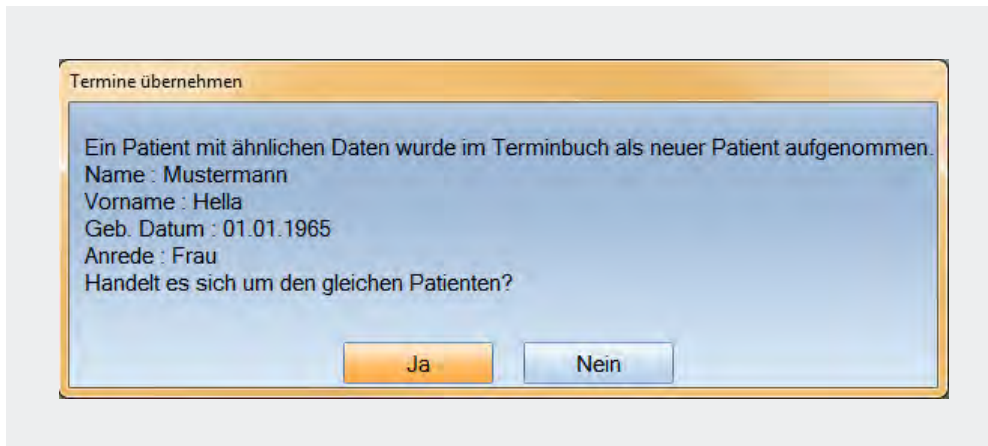 Termine übernehmen
Ein Patient mit ähnlichen Daten wurde im Terminbuch als neuer Patient aufgenommen.
Name : Mustermann
Vorname : Hella
Geb. Datum : 01.01.1965
Anrede : Frau
Handelt es sich um den gleichen Patienten?
Ja Nein